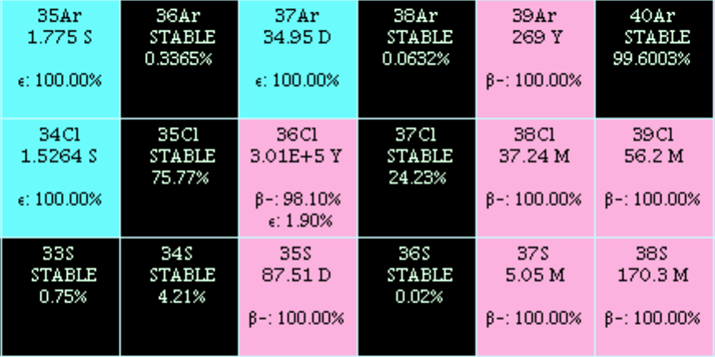 35Ar
1.775 S
ϵ: 100.00%
36Ar
STABLE
0.3365%
37Ar
34.95 D
ϵ: 100.00%
38Ar
STABLE
0.0632%
39Ar
269 Y
β-: 100.00%
40Ar
STABLE
99.6003%
34Cl
1.5264 S
ϵ: 100.00%
35Cl
STABLE
75.77%
36Cl
3.01E+5 Y
β-: 98.10%
ϵ: 1.90%
37Cl
STABLE
24.23%
38Cl
37.24 M
β-: 100.00%
39Cl
56.2 M
β-: 100.00%
33S
STABLE
0.75%
34S
STABLE
4.21%
35S
87.51 D
β-: 100.00%
36S
STABLE
0.02%
37S
5.05 M
β-: 100.00%
38S
170.3 M
β-: 100.00%